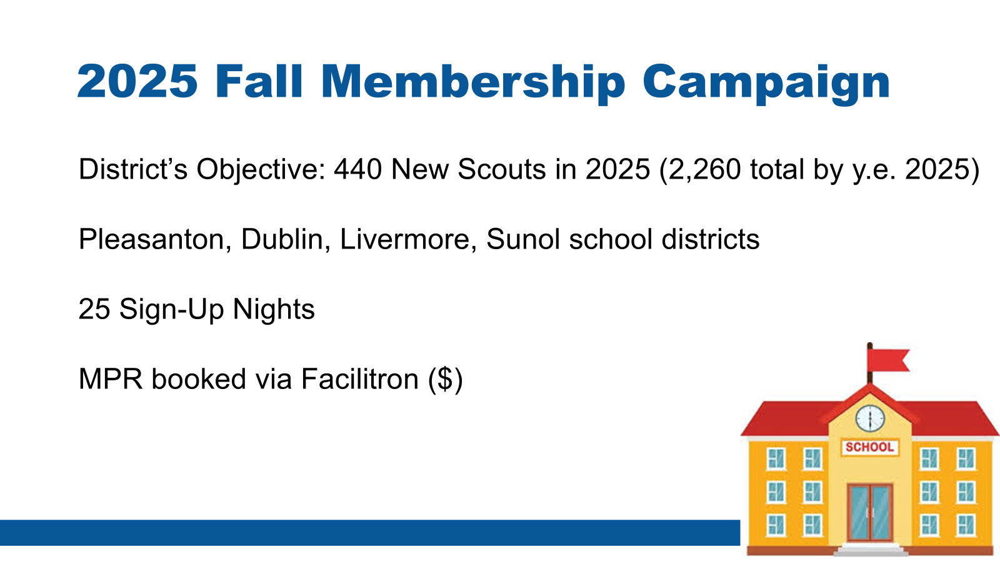 2025 Fall Membership Campaign
District’s Objective: 440 New Scouts in 2025 (2,260 total by y.e. 2025)
Pleasanton, Dublin, Livermore, Sunol school districts
25 Sign-Up Nights
MPR booked via Facilitron ($)
SCHOOL